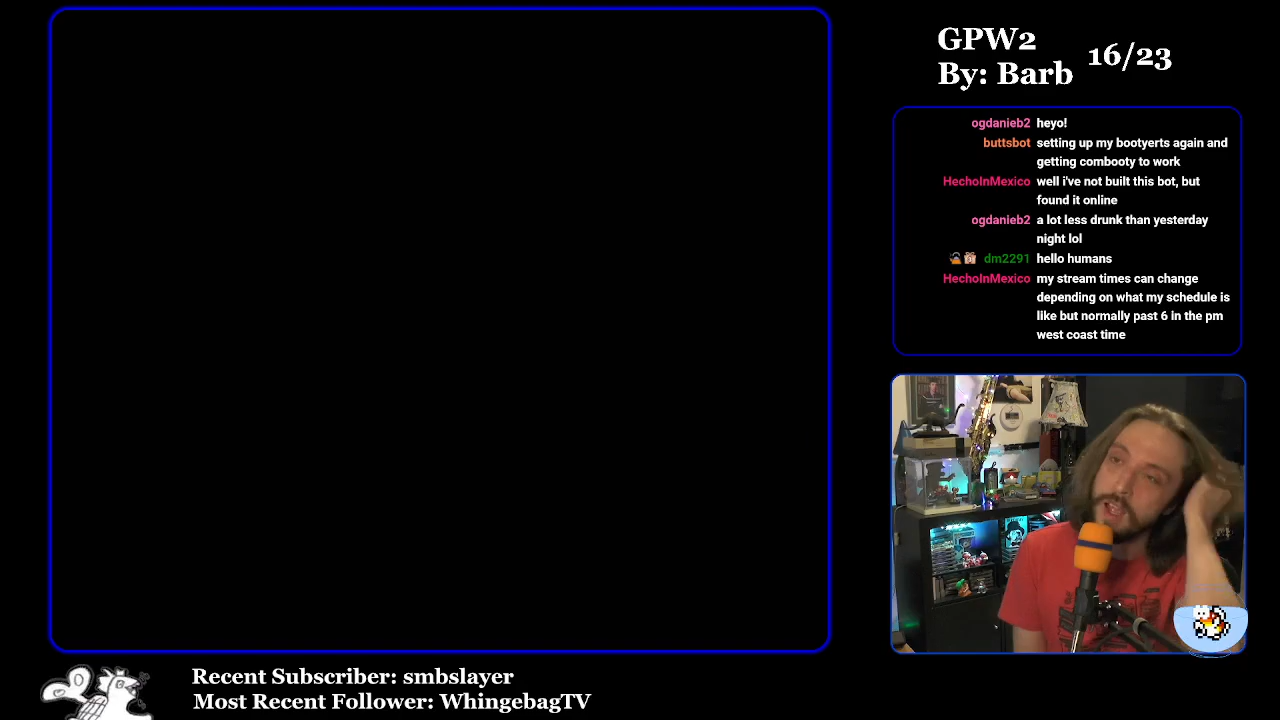 GPW2
By: Barb
16/23
ogdanieb2 heyo!
buttsbot setting up my bootyerts again and
getting combooty to work
HechoInMexico well i've not built this bot, but
found it online
ogdanieb2 a lot less drunk than yesterday
night lol
dm2291 hello humans
HechoInMexico my stream times can change
depending on what my schedule is
like but normally past 6 in the pm
west coast time
Recent Subscriber: smbslayer
Most Recent Follower: WhingebagTV